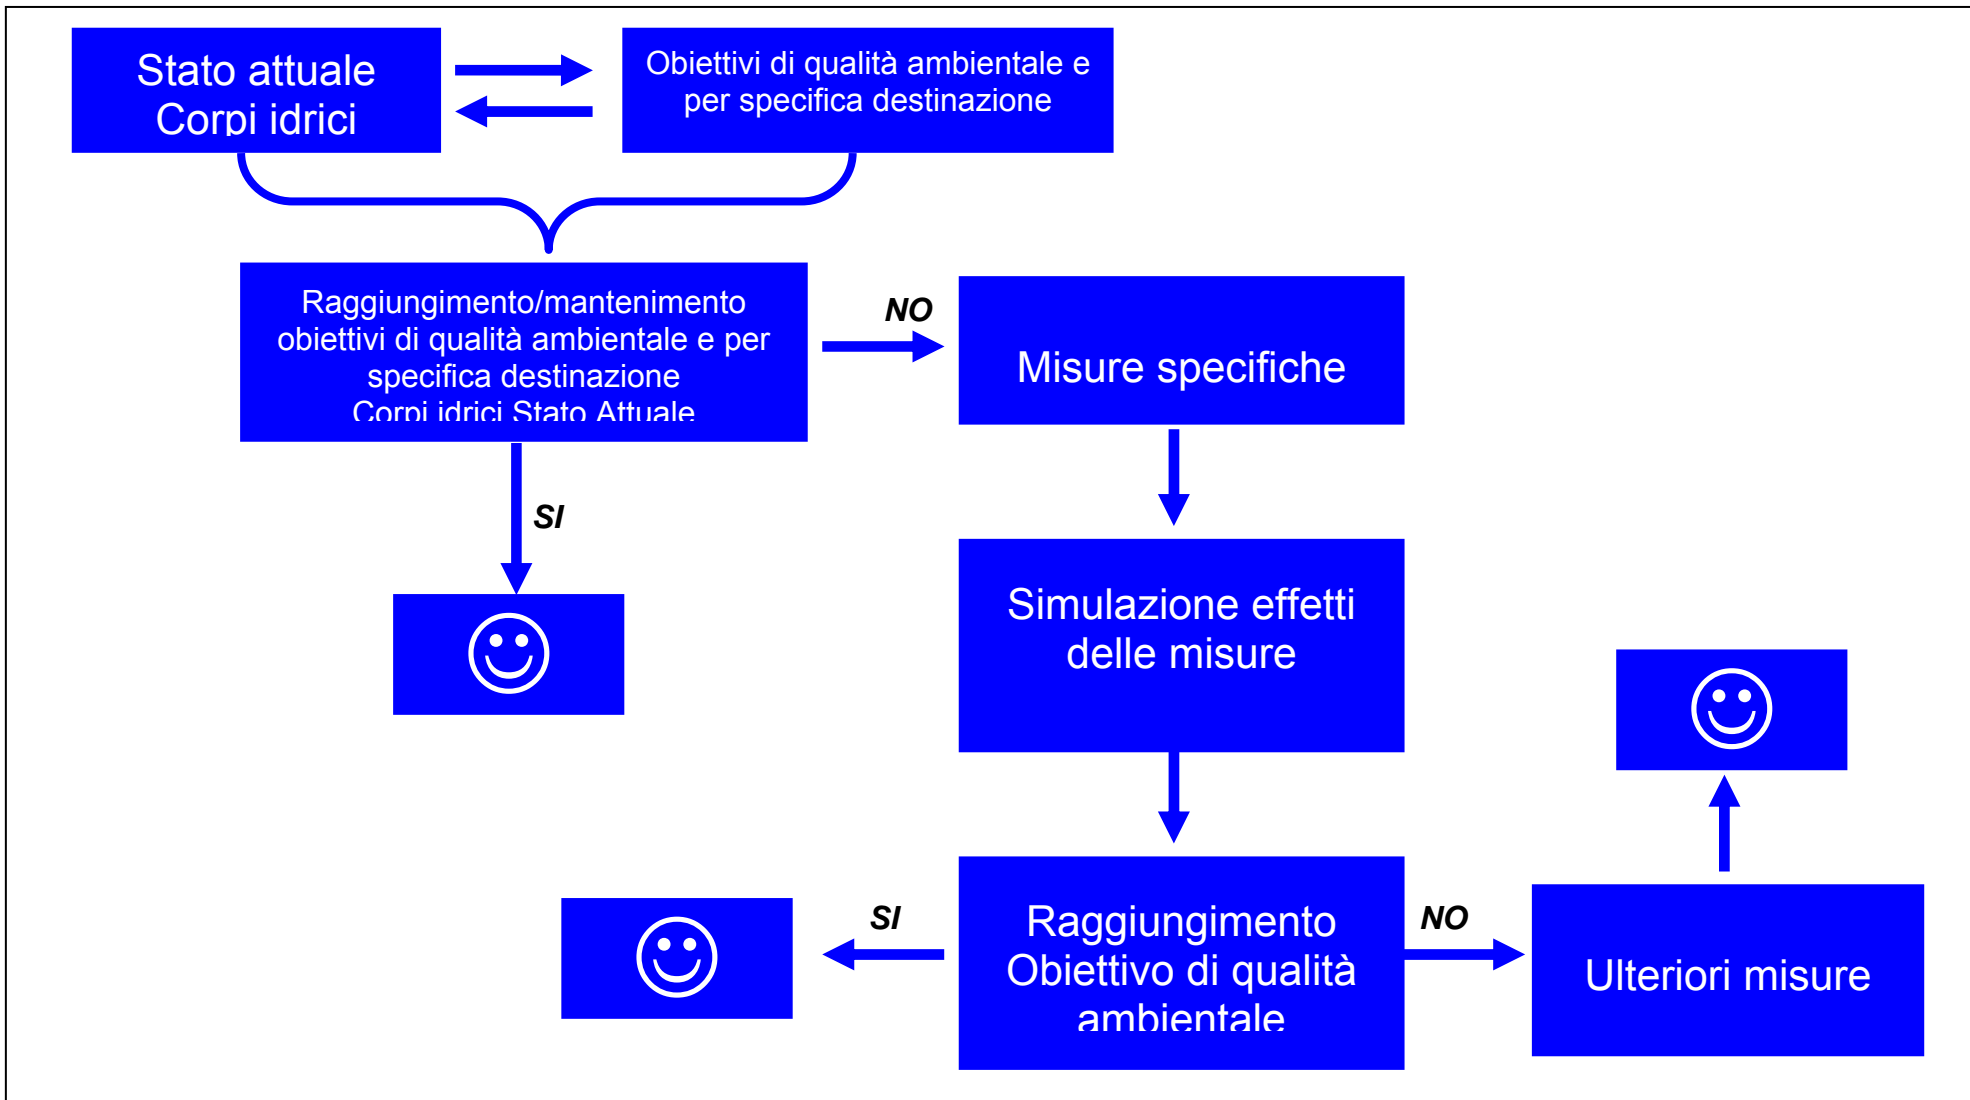 Stato attuale
Corpi idrici
Obiettivi di qualità ambientale e
per specifica destinazione
Raggiungimento/mantenimento
obiettivi di qualità ambientale e per
specifica destinazione
Corpi idrici Stato Attuale
NO
Misure specifiche
SI
Simulazione effetti
delle misure
Raggiungimento
Obiettivo di qualità
ambientale
SI
NO
Ulteriori misure